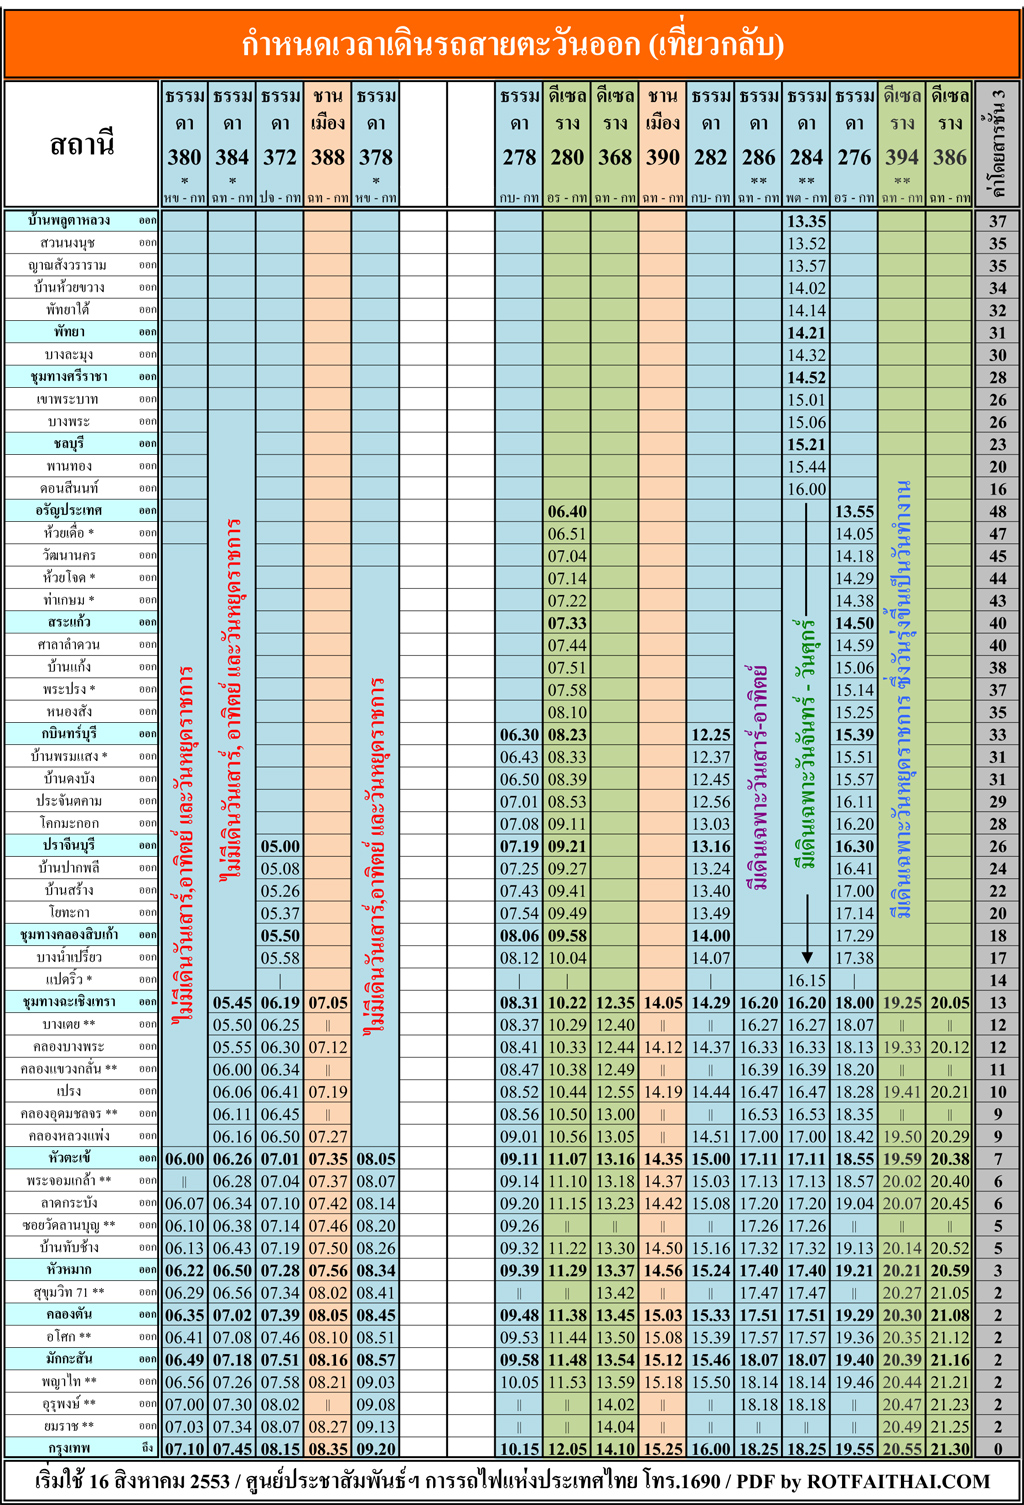 กำหนดเวลาเดินรถสายตะวันออก (เที่ยวกลับ)
สถานี ธรรมดา 380 * หข - กท ธรรมดา 384 * ฉท - กท ธรรมดา 372 ปจ - กท ชานเมือง 388 ฉท - กท ธรรมดา 378 * หข - กท ธรรมดา 278 กบ- กท ดีเซลราง 280 อร - กท ดีเซลราง 368 ฉท - กท ชานเมือง 390 ฉท - กท ธรรมดา 282 กบ- กท ธรรมดา 286 ** ฉท - กท ธรรมดา 284 ** พต - กท ธรรมดา 276 อร - กท ดีเซลราง 394 ** ฉท - กท ดีเซลราง 386 ฉท - กท ค่าโดยสารชั้น 3
บ้านพลูตาหลวง ออก 13.35 37
สวนนงนุช ออก 13.52 35
ญาณสังวราราม ออก 13.57 35
บ้านห้วยขวาง ออก 14.02 34
พัทยาใต้ ออก 14.14 32
พัทยา ออก 14.21 31
บางละมุง ออก 14.32 30
ชุมทางศรีราชา ออก 14.52 28
เขาพระบาท ออก 15.01 26
บางพระ ออก 15.06 26
ชลบุรี ออก 15.21 23
พานทอง ออก 15.44 20
ดอนสีนนท์ ออก 16.00 16
อรัญประเทศ ออก 06.40 13.55 48
ห้วยเดื่อ * ออก 06.51 14.05 47
วัฒนานคร ออก 07.04 14.18 45
ห้วยโจด * ออก 07.14 14.29 44
ท่าเกษม * ออก 07.22 14.38 43
สระแก้ว ออก 07.33 14.50 40
ศาลาลำดวน ออก 07.44 14.59 40
บ้านแก้ง ออก 07.51 15.06 38
พระปรง * ออก 07.58 15.14 37
หนองสัง ออก 08.10 15.25 35
กบินทร์บุรี ออก 06.30 08.23 12.25 15.39 33
บ้านพรมแสง * ออก 06.43 08.33 12.37 15.51 31
บ้านดงบัง ออก 06.50 08.39 12.45 15.57 31
ประจันตคาม ออก 07.01 08.53 12.56 16.11 29
โคกมะกอก ออก 07.08 09.11 13.03 16.20 28
ปราจีนบุรี ออก 05.00 07.19 09.21 13.16 16.30 26
บ้านปากพลี ออก 05.08 07.25 09.27 13.24 16.41 24
บ้านสร้าง ออก 05.26 07.43 09.41 13.40 17.00 22
โยทะกา ออก 05.37 07.54 09.49 13.49 17.14 20
ชุมทางคลองสิบเก้า ออก 05.50 08.06 09.58 14.00 17.29 18
บางน้ำเปรี้ยว ออก 05.58 08.12 10.04 14.07 17.38 17
แปดริ้ว * ออก | | | | 16.15 | 14
ชุมทางฉะเชิงเทรา ออก 05.45 06.19 07.05 08.31 10.22 12.35 14.05 14.29 16.20 16.20 18.00 19.25 20.05 13
บางเตย ** ออก 05.50 06.25 || 08.37 10.29 12.40 || || 16.27 16.27 18.07 || || 12
คลองบางพระ ออก 05.55 06.30 07.12 08.41 10.33 12.44 14.12 14.37 16.33 16.33 18.13 19.33 20.12 12
คลองแขวงกลั่น ** ออก 06.00 06.34 || 08.47 10.38 12.49 || || 16.39 16.39 18.20 || || 11
เปรง ออก 06.06 06.41 07.19 08.52 10.44 12.55 14.19 14.44 16.47 16.47 18.28 19.41 20.21 10
คลองอุดมชลจร ** ออก 06.11 06.45 || 08.56 10.50 13.00 || || 16.53 16.53 18.35 || || 9
คลองหลวงแพ่ง ออก 06.16 06.50 07.27 09.01 10.56 13.05 || 14.51 17.00 17.00 18.42 19.50 20.29 9
หัวตะเข้ ออก 06.00 06.26 07.01 07.35 08.05 09.11 11.07 13.16 14.35 15.00 17.11 17.11 18.55 19.59 20.38 7
พระจอมเกล้า ** ออก || 06.28 07.04 07.37 08.07 09.14 11.10 13.18 14.37 15.03 17.13 17.13 18.57 20.02 20.40 6
ลาดกระบัง ออก 06.07 06.34 07.10 07.42 08.14 09.20 11.15 13.23 14.42 15.08 17.20 17.20 19.04 20.07 20.45 6
ซอยวัดลานบุญ ** ออก 06.10 06.38 07.14 07.46 08.20 09.26 || || || || 17.26 17.26 || || || 5
บ้านทับช้าง ออก 06.13 06.43 07.19 07.50 08.26 09.32 11.22 13.30 14.50 15.16 17.32 17.32 19.13 20.14 20.52 5
หัวหมาก ออก 06.22 06.50 07.28 07.56 08.34 09.39 11.29 13.37 14.56 15.24 17.40 17.40 19.21 20.21 20.59 3
สุขุมวิท 71 ** ออก 06.29 06.56 07.34 08.02 08.41 || || 13.42 || || 17.47 17.47 || 20.27 21.05 2
คลองตัน ออก 06.35 07.02 07.39 08.05 08.45 09.48 11.38 13.45 15.03 15.33 17.51 17.51 19.29 20.30 21.08 2
อโศก ** ออก 06.41 07.08 07.46 08.10 08.51 09.53 11.44 13.50 15.08 15.39 17.57 17.57 19.36 20.35 21.12 2
มักกะสัน ออก 06.49 07.18 07.51 08.16 08.57 09.58 11.48 13.54 15.12 15.46 18.07 18.07 19.40 20.39 21.16 2
พญาไท ** ออก 06.56 07.26 07.58 08.21 09.03 10.05 11.53 13.59 15.18 15.50 18.14 18.14 19.46 20.44 21.21 2
อุรุพงษ์ ** ออก 07.00 07.30 08.02 || 09.08 || || 14.02 || || 18.18 18.18 || 20.47 21.23 2
ยมราช ** ออก 07.03 07.34 08.07 08.27 09.13 || || 14.04 || || || || || 20.49 21.25 2
กรุงเทพ ถึง 07.10 07.45 08.15 08.35 09.20 10.15 12.05 14.10 15.25 16.00 18.25 18.25 19.55 20.55 21.30 0
ไม่มีเดินวันเสาร์,อาทิตย์ และวันหยุดราชการ
ไม่มีเดินวันเสาร์, อาทิตย์ และวันหยุดราชการ
ไม่มีเดินวันเสาร์,อาทิตย์ และวันหยุดราชการ
มีเดินเฉพาะวันเสาร์-อาทิตย์
มีเดินเฉพาะวันจันทร์ - วันศุกร์
มีเดินเฉพาะวันหยุดราชการ ซึ่งวันรุ่งขึ้นเป็นวันทำงาน
เริ่มใช้ 16 สิงหาคม 2553 / ศูนย์ประชาสัมพันธ์ฯ การรถไฟแห่งประเทศไทย โทร.1690 / PDF by ROTFAITHAI.COM